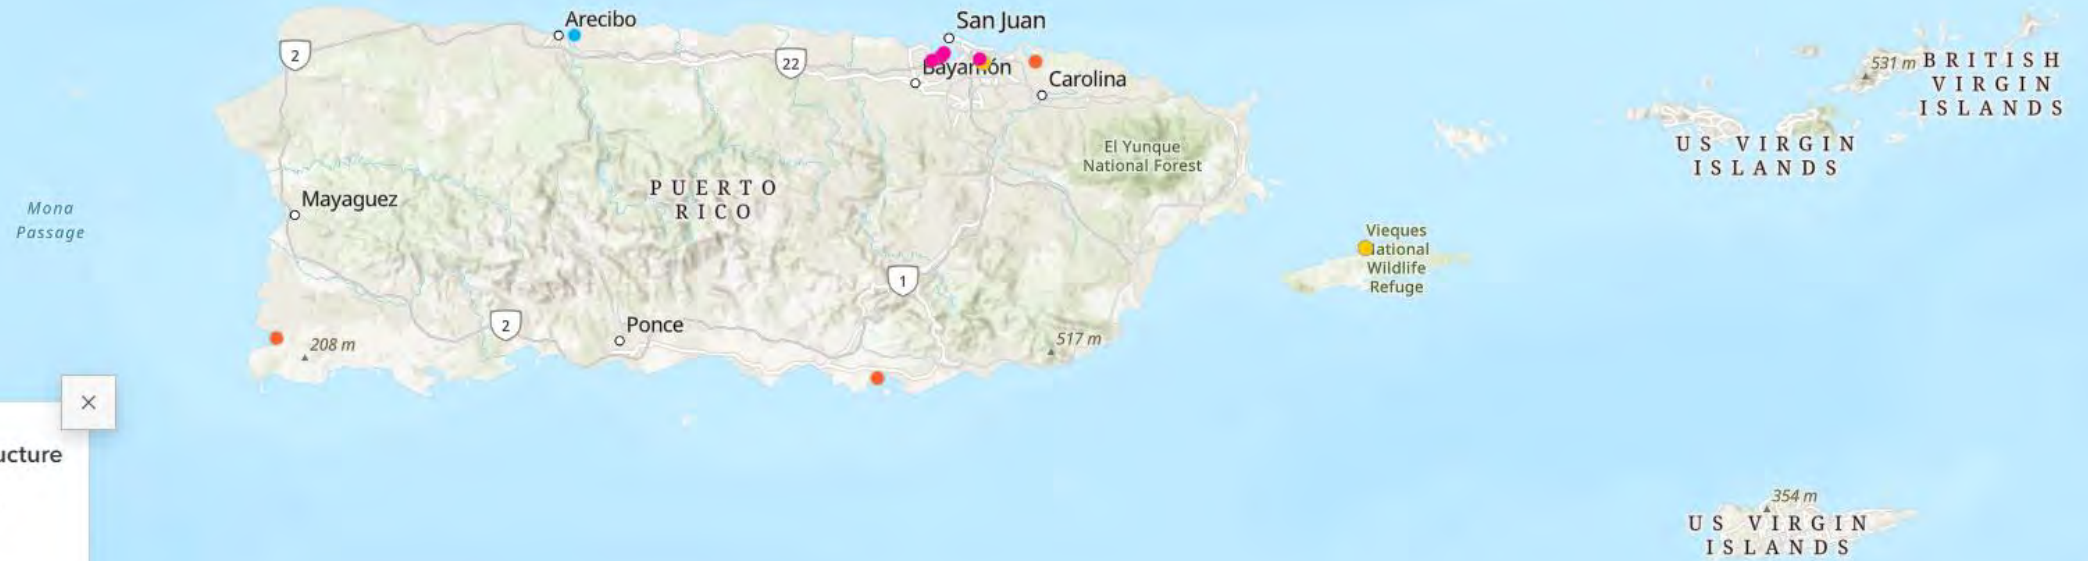 Arecibo
San Juan
2
22
Bayamón
Carolina
531 m
BRITISH
VIRGIN
ISLANDS
US VIRGIN
ISLANDS
El Yunque
National Forest
PUERTO
RICO
Mayaguez
Mona
Passage
Vieques
National
Wildlife
Refuge
1
2
Ponce
208 m
517 m
ucture
354 m
US VIRGIN
ISLANDS